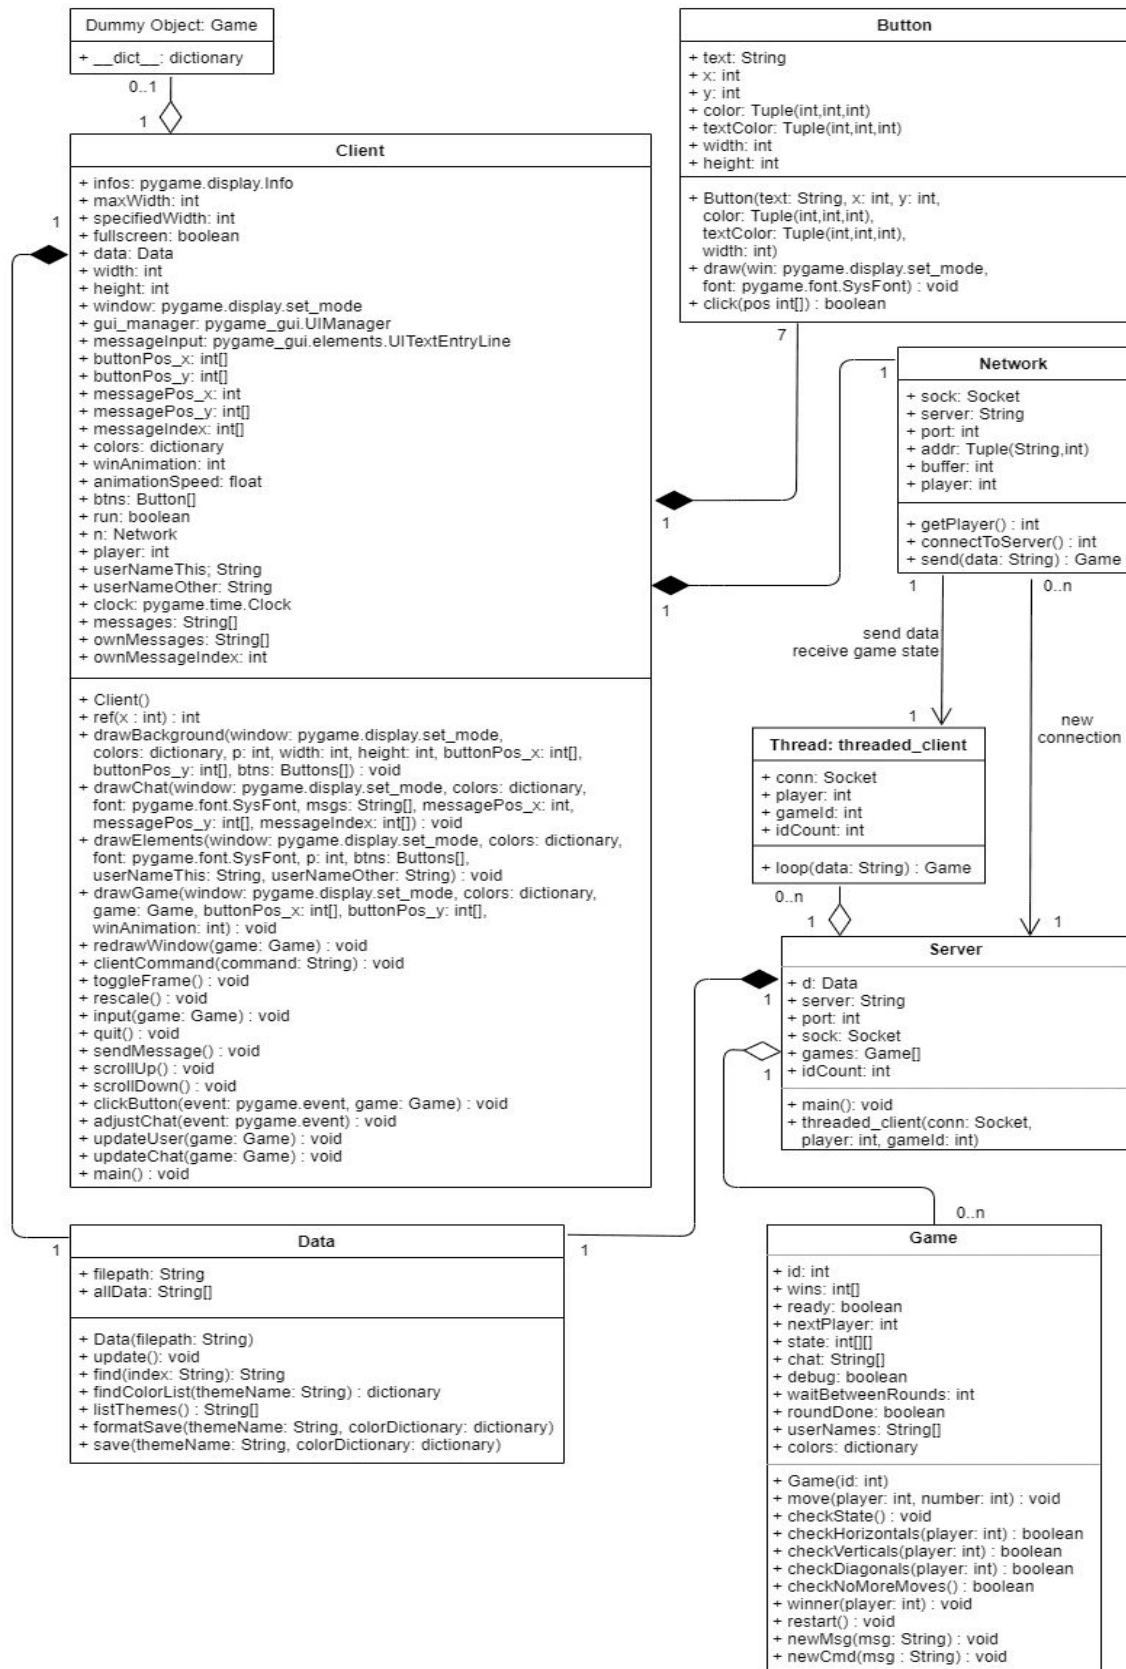 Dummy Object: Game
+ __dict__: dictionary
0..1
1
Client
+ infos: pygame.display.Info
+ maxWidth: int
+ specifiedWidth: int
+ fullscreen: boolean
+ data: Data
+ width: int
+ height: int
+ window: pygame.display.set_mode
+ gui_manager: pygame_gui.UIManager
+ messageInput: pygame_gui.elements.UITextEntryLine
+ buttonPos_x: int[]
+ buttonPos_y: int[]
+ messagePos_x: int
+ messagePos_y: int[]
+ messageIndex: int[]
+ colors: dictionary
+ winAnimation: int
+ animationSpeed: float
+ btns: Button[]
+ run: boolean
+ n: Network
+ player: int
+ userNameThis; String
+ userNameOther: String
+ clock: pygame.time.Clock
+ messages: String[]
+ ownMessages: String[]
+ ownMessageIndex: int
+ Client()
+ ref(x : int) : int
+ drawBackground(window: pygame.display.set_mode,
colors: dictionary, p: int, width: int, height: int, buttonPos_x: int[],
buttonPos_y: int[], btns: Buttons[]) : void
+ drawChat(window: pygame.display.set_mode, colors: dictionary,
font: pygame.font.SysFont, msgs: String[], messagePos_x: int,
messagePos_y: int[], messageIndex: int[]) : void
+ drawElements(window: pygame.display.set_mode, colors: dictionary,
font: pygame.font.SysFont, p: int, btns: Buttons[],
userNameThis: String, userNameOther: String) : void
+ drawGame(window: pygame.display.set_mode, colors: dictionary,
game: Game, buttonPos_x: int[], buttonPos_y: int[],
winAnimation: int) : void
+ redrawWindow(game: Game) : void
+ clientCommand(command: String) : void
+ toggleFrame() : void
+ rescale() : void
+ input(game: Game) : void
+ quit() : void
+ sendMessage() : void
+ scrollUp() : void
+ scrollDown() : void
+ clickButton(event: pygame.event, game: Game) : void
+ adjustChat(event: pygame.event) : void
+ updateUser(game: Game) : void
+ updateChat(game: Game) : void
+ main() : void
1
1
1
1
Data
+ filepath: String
+ allData: String[]
+ Data(filepath: String)
+ update(): void
+ find(index: String): String
+ findColorList(themeName: String) : dictionary
+ listThemes() : String[]
+ formatSave(themeName: String, colorDictionary: dictionary)
+ save(themeName: String, colorDictionary: dictionary)
1
Button
+ text: String
+ x: int
+ y: int
+ color: Tuple(int,int,int)
+ textColor: Tuple(int,int,int)
+ width: int
+ height: int
+ Button(text: String, x: int, y: int,
color: Tuple(int,int,int),
textColor: Tuple(int,int,int),
width: int)
+ draw(win: pygame.display.set_mode,
font: pygame.font.SysFont) : void
+ click(pos int[]) : boolean
7
1
Network
+ sock: Socket
+ server: String
+ port: int
+ addr: Tuple(String,int)
+ buffer: int
+ player: int
+ getPlayer() : int
+ connectToServer() : int
+ send(data: String) : Game
1
0..n
send data
receive game state
new
connection
1
Thread: threaded_client
+ conn: Socket
+ player: int
+ gameId: int
+ idCount: int
+ loop(data: String) : Game
0..n
1
1
Server
+ d: Data
+ server: String
+ port: int
+ sock: Socket
+ games: Game[]
+ idCount: int
+ main(): void
+ threaded_client(conn: Socket,
player: int, gameId: int)
1
1
0..n
Game
+ id: int
+ wins: int[]
+ ready: boolean
+ nextPlayer: int
+ state: int[][]
+ chat: String[]
+ debug: boolean
+ waitBetweenRounds: int
+ roundDone: boolean
+ userNames: String[]
+ colors: dictionary
+ Game(id: int)
+ move(player: int, number: int) : void
+ checkState() : void
+ checkHorizontals(player: int) : boolean
+ checkVerticals(player: int) : boolean
+ checkDiagonals(player: int) : boolean
+ checkNoMoreMoves() : boolean
+ winner(player: int) : void
+ restart() : void
+ newMsg(msg: String) : void
+ newCmd(msg : String) : void